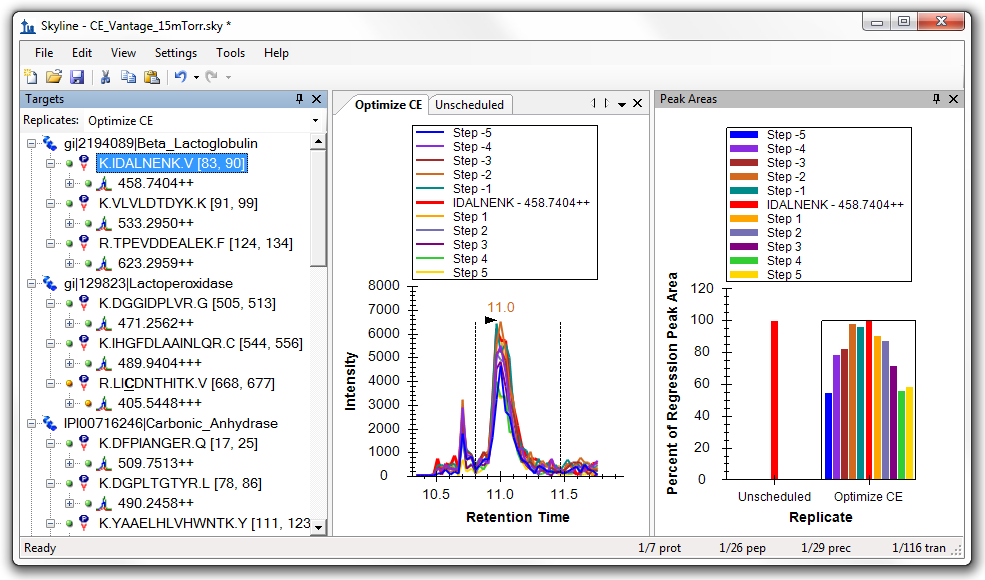 Skyline - CE_Vantage_15mTorr.sky *
File Edit View Settings Tools Help
Targets
Replicates: Optimize CE
gi|2194089|Beta_Lactoglobulin
K.IDALNENK.V [83, 90]
458.7404++
K.VLVLDTDYK.K [91, 99]
533.2950++
R.TPEVDDEALEK.F [124, 134]
623.2959++
gi|129823|Lactoperoxidase
K.DGGIDPLVR.G [505, 513]
471.2562++
K.IHGFDLAAINLQR.C [544, 556]
489.9404+++
R.LICDNTHITK.V [668, 677]
405.5448+++
IPI00716246|Carbonic_Anhydrase
K.DFPIANGER.Q [17, 25]
509.7513++
K.DGPLTGTYR.L [78, 86]
490.2458++
K.YAAELHLVHWNTK.Y [111, 123
Optimize CE Unscheduled
Step -5
Step -4
Step -3
Step -2
Step -1
IDALNENK - 458.7404++
Step 1
Step 2
Step 3
Step 4
Step 5
8000
7000
6000
5000
4000
3000
2000
1000
0
Intensity
11.0
10.5 11.0 11.5
Retention Time
Peak Areas
Step -5
Step -4
Step -3
Step -2
Step -1
IDALNENK - 458.7404++
Step 1
Step 2
Step 3
Step 4
Step 5
120
100
80
60
40
20
0
Percent of Regression Peak Area
Unscheduled Optimize CE
Replicate
Ready 1/7 prot 1/26 pep 1/29 prec 1/116 tran